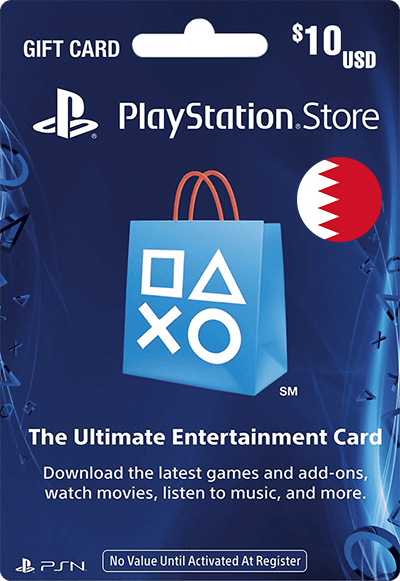 GIFT CARD
$10 USD
PlayStation.Store
SM
The Ultimate Entertainment Card
Download the latest games and add-ons,
watch movies, listen to music, and more.
PSN
No Value Until Activated At Register